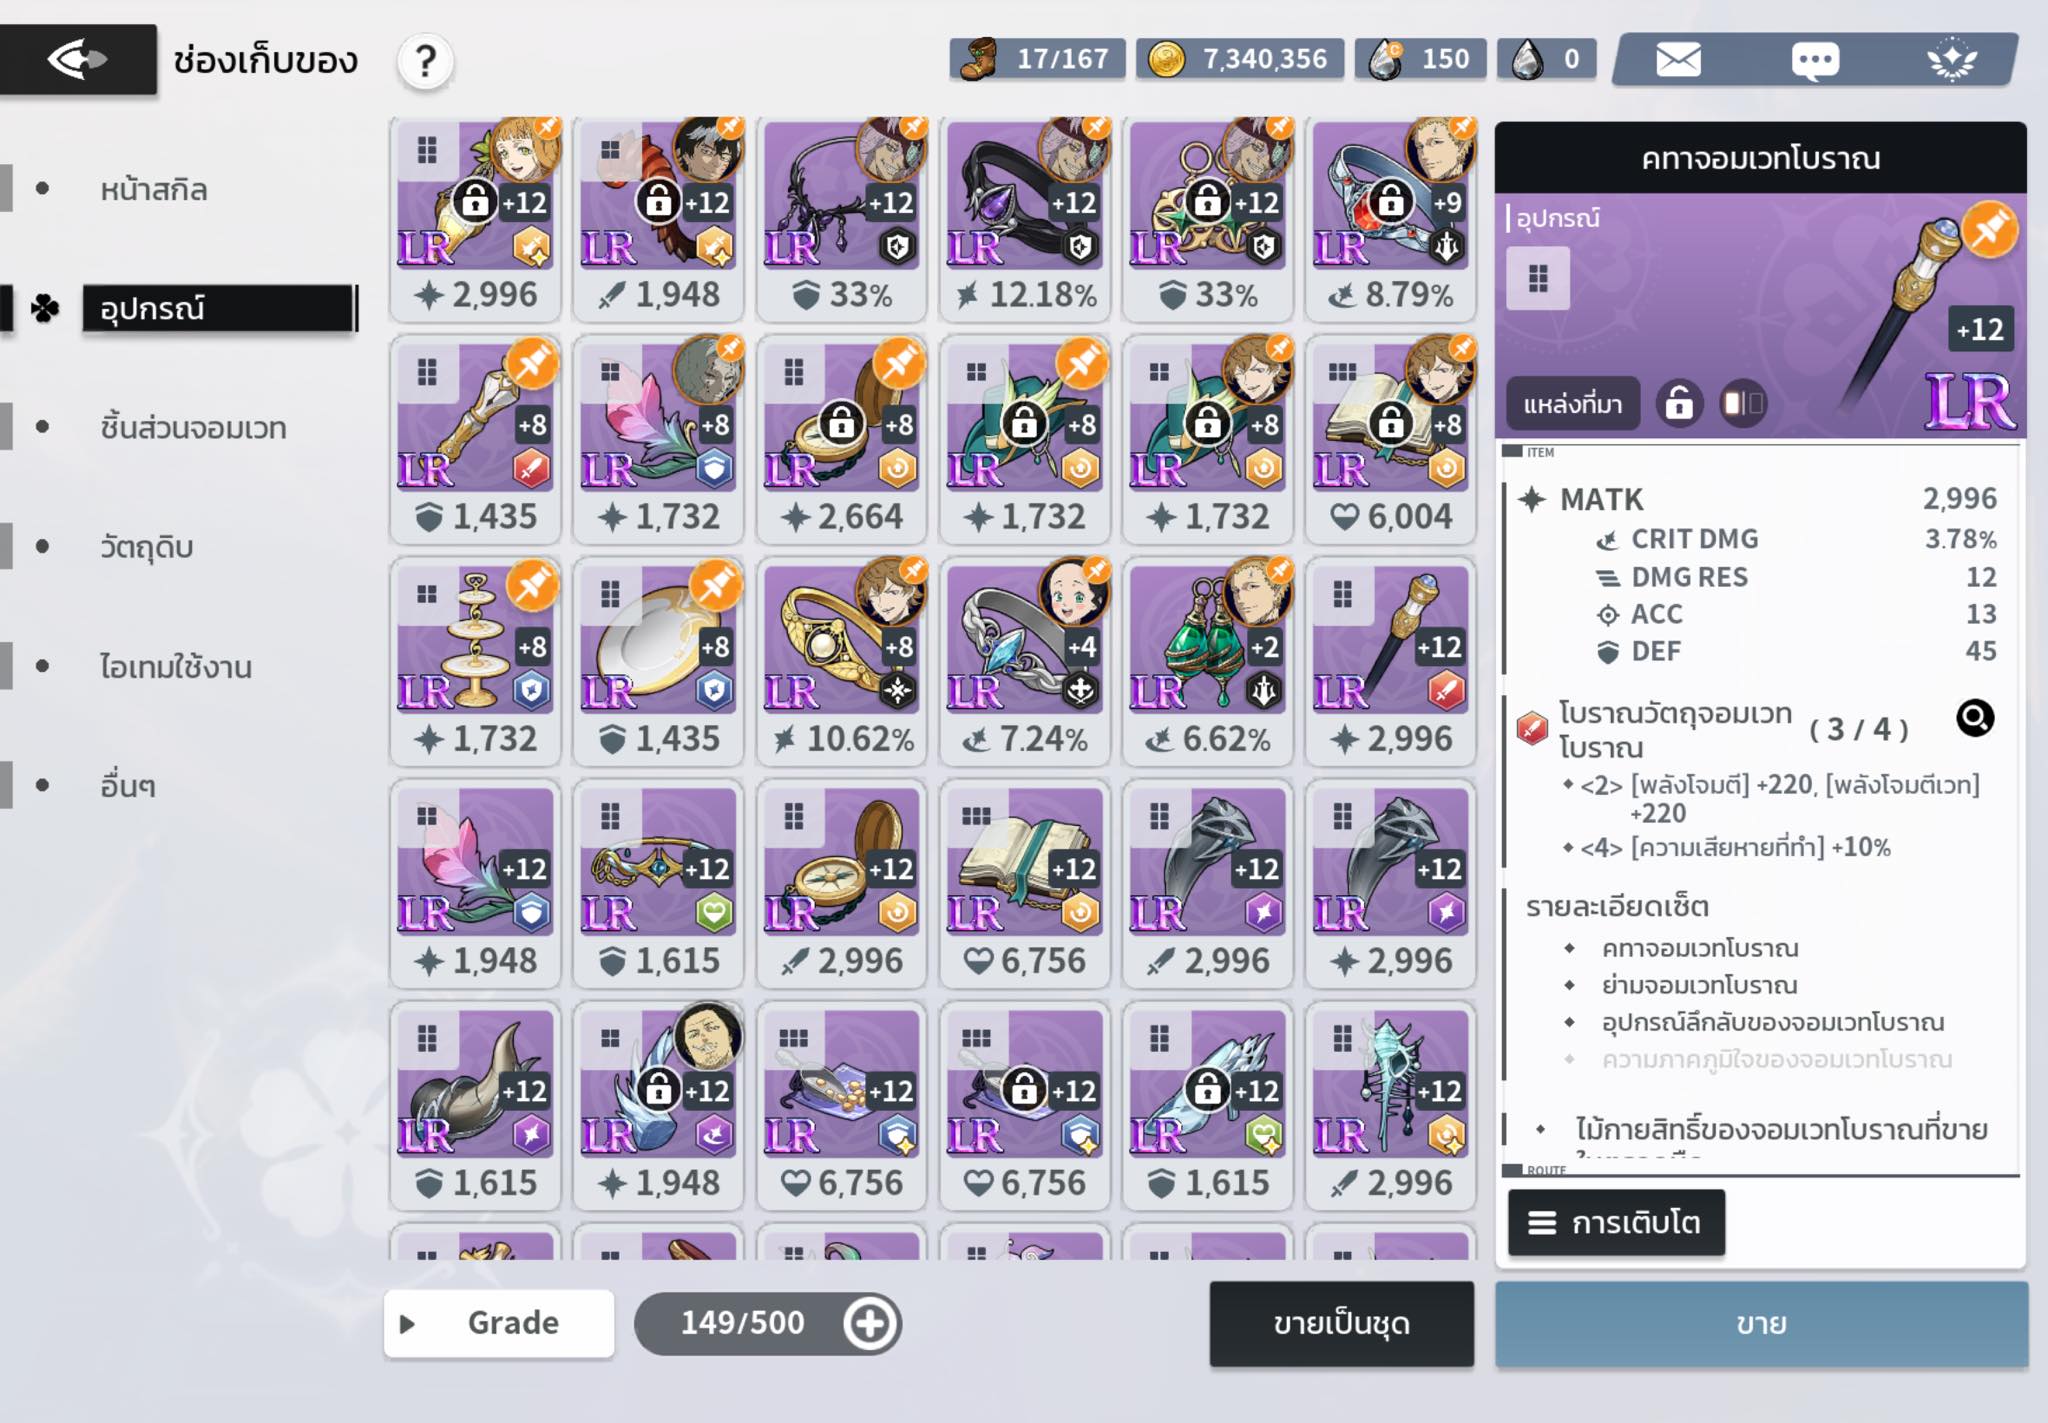 ช่องเก็บของ
?
17/167
7,340,356
150
0
หน้าสกิล
อุปกรณ์
ชิ้นส่วนจอมเวท
วัตถุดิบ
ไอเทมใช้งาน
อื่นๆ
+12 +12 +12 +12 +12 +9
LR LR LR LR LR LR
2,996 1,948 33% 12.18% 33% 8.79%
+8 +8 +8 +8 +8 +8
LR LR LR LR LR LR
1,435 1,732 2,664 1,732 1,732 6,004
+8 +8 +8 +4 +2 +12
LR LR LR LR LR LR
1,732 1,435 10.62% 7.24% 6.62% 2,996
+12 +12 +12 +12 +12 +12
LR LR LR LR LR LR
1,948 1,615 2,996 6,756 2,996 2,996
+12 +12 +12 +12 +12 +12
LR LR LR LR LR LR
1,615 1,948 6,756 6,756 1,615 2,996
Grade
149/500
ขายเป็นชุด
คทาจอมเวทโบราณ
อุปกรณ์
+12
แหล่งที่มา
LR
ITEM
MATK 2,996
CRIT DMG 3.78%
DMG RES 12
ACC 13
DEF 45
โบราณวัตถุจอมเวท
โบราณ
( 3 / 4 )
<2> [พลังโจมตี] +220, [พลังโจมตีเวท]
+220
<4> [ความเสียหายที่ทำ] +10%
รายละเอียดเซ็ต
คทาจอมเวทโบราณ
ย่ามจอมเวทโบราณ
อุปกรณ์ลึกลับของจอมเวทโบราณ
ความภาคภูมิใจของจอมเวทโบราณ
ไม้กายสิทธิ์ของจอมเวทโบราณที่ขาย
ROUTE
การเติบโต
ขาย